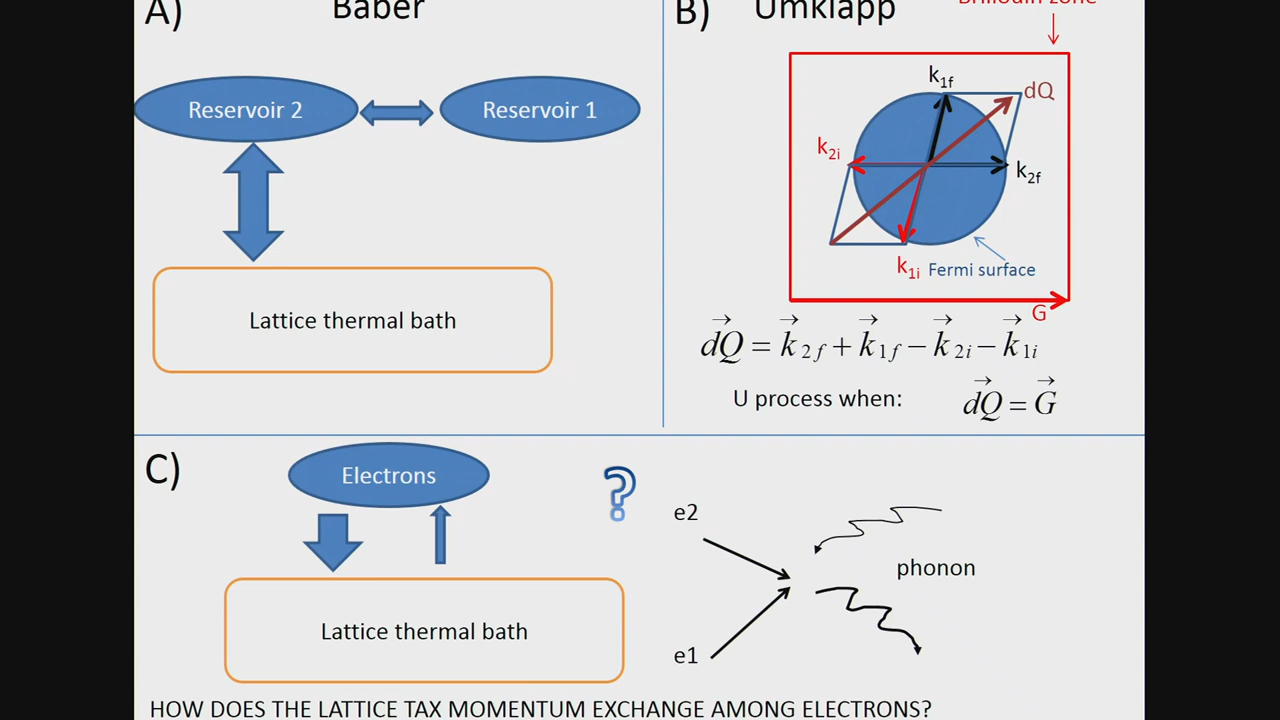 A)
Baber
Reservoir 2
Reservoir 1
Lattice thermal bath
B)
Umklapp
Brillouin zone
k1f
dQ
k2i
k2f
k1i
Fermi surface
G
dQ = k2f + k1f − k2i − k1i
U process when:
dQ = G
C)
Electrons
?
e2
phonon
Lattice thermal bath
e1
HOW DOES THE LATTICE TAX MOMENTUM EXCHANGE AMONG ELECTRONS?